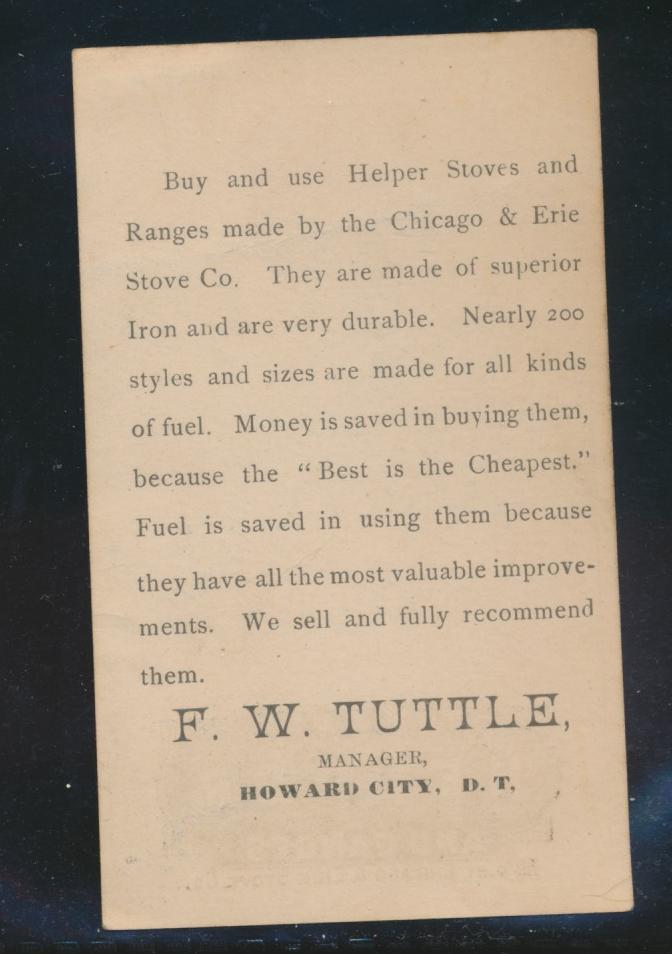 Buy and use Helper Stoves and
Ranges made by the Chicago & Erie
Stove Co. They are made of superior
Iron and are very durable. Nearly 200
styles and sizes are made for all kinds
of fuel. Money is saved in buying them,
because the “Best is the Cheapest.”
Fuel is saved in using them because
they have all the most valuable improve-
ments. We sell and fully recommend
them.
F. W. TUTTLE,
MANAGER,
HOWARD CITY, D. T,